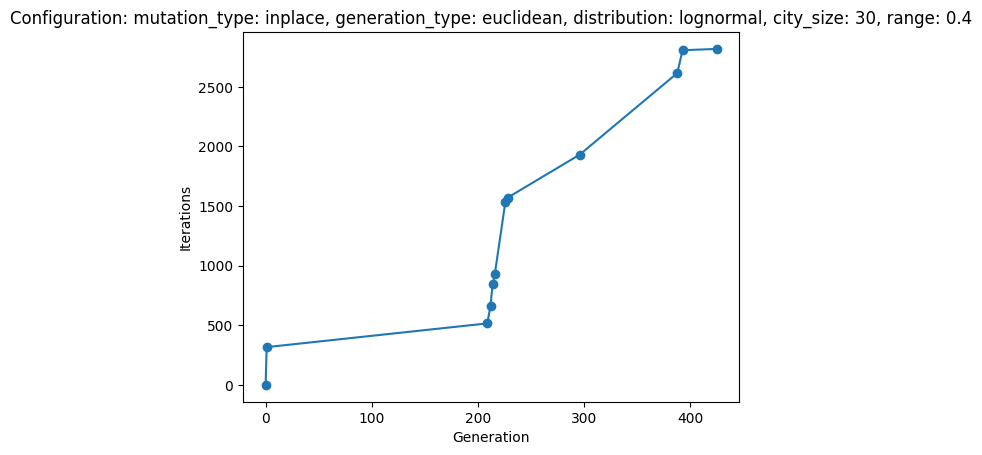 Configuration: mutation_type: inplace, generation_type: euclidean, distribution: lognormal, city_size: 30, range: 0.4
2500
2000
1500
1000
500
0
Iterations
0 100 200 300 400
Generation